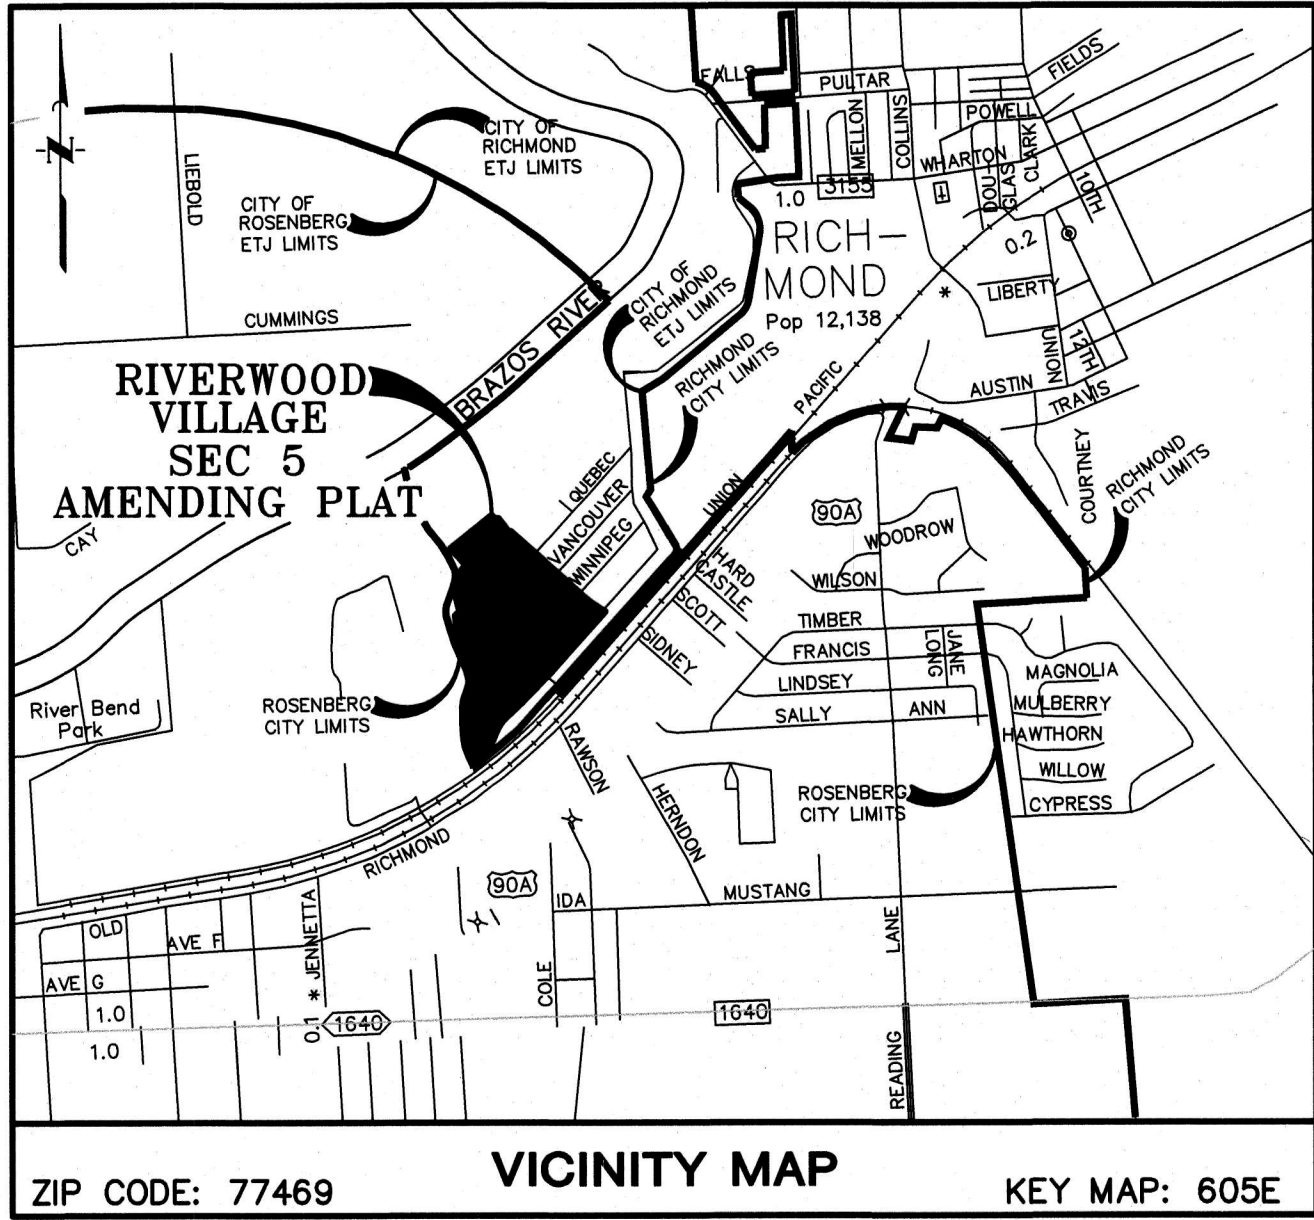 FALLS
PULTAR
FIELDS
POWELL
MELLON
COLLINS
WHARTON
CLARK
DOU-
GLAS
10TH
3155
1.0
0.2
N
LIEBOLD
CITY OF
RICHMOND
ETJ LIMITS
CITY OF
ROSENBERG
ETJ LIMITS
RICH-
MOND
Pop 12,138
CITY OF
RICHMOND
ETJ LIMITS
*
LIBERTY
UNION
12TH
CUMMINGS
BRAZOS RIVER
RICHMOND
CITY LIMITS
PACIFIC
AUSTIN
TRAVIS
RIVERWOOD
VILLAGE
SEC 5
AMENDING PLAT
COURTNEY
RICHMOND
CITY LIMITS
QUEBEC
VANCOUVER
WINNIPEG
UNION
90A
WOODROW
WILSON
CAY
HARD
CASTLE
SCOTT
SIDNEY
TIMBER
FRANCIS
JANE
LONG
LINDSEY
SALLY ANN
MAGNOLIA
MULBERRY
HAWTHORN
WILLOW
CYPRESS
River Bend
Park
ROSENBERG
CITY LIMITS
RAWSON
HERNDON
ROSENBERG
CITY LIMITS
RICHMOND
90A
MUSTANG
IDA
OLD
AVE F
JENNETTA
COLE
LANE
AVE G
1.0
0.1 *
1640
1640
1.0
READING
VICINITY MAP
ZIP CODE: 77469
KEY MAP: 605E